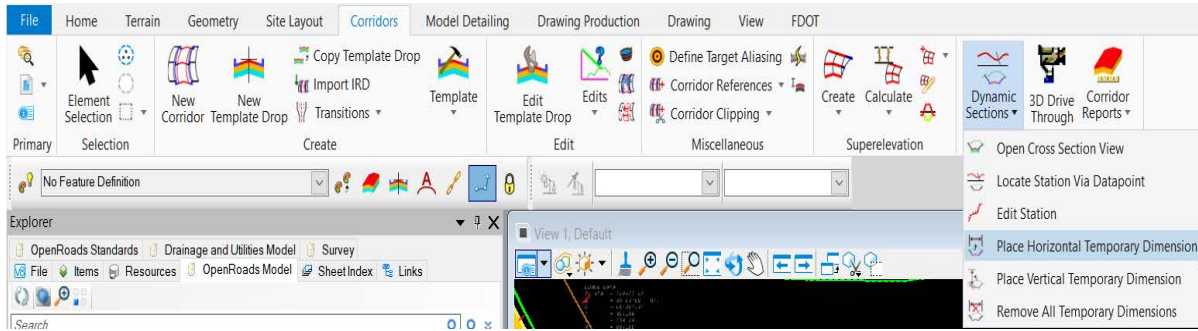 File Home Terrain Geometry Site Layout Corridors Model Detailing Drawing Production Drawing View FDOT
Element Selection
New Corridor
New Template Drop
Copy Template Drop
Import IRD
Transitions
Template
Edit Template Drop
Edits
Define Target Aliasing
Corridor References
Corridor Clipping
Create
Calculate
Dynamic Sections
3D Drive Through
Corridor Reports
Primary Selection Create Edit Miscellaneous Superelevation
Open Cross Section View
Locate Station Via Datapoint
Edit Station
Place Horizontal Temporary Dimension
Place Vertical Temporary Dimension
Remove All Temporary Dimensions
No Feature Definition
Explorer
OpenRoads Standards Drainage and Utilities Model Survey
File Items Resources OpenRoads Model Sheet Index Links
Search
View 1, Default